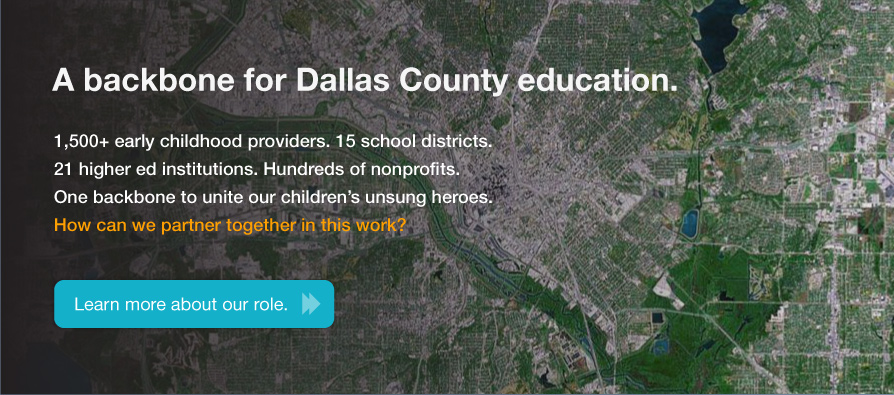 A backbone for Dallas County education.
1,500+ early childhood providers. 15 school districts.
21 higher ed institutions. Hundreds of nonprofits.
One backbone to unite our children’s unsung heroes.
How can we partner together in this work?
Learn more about our role.